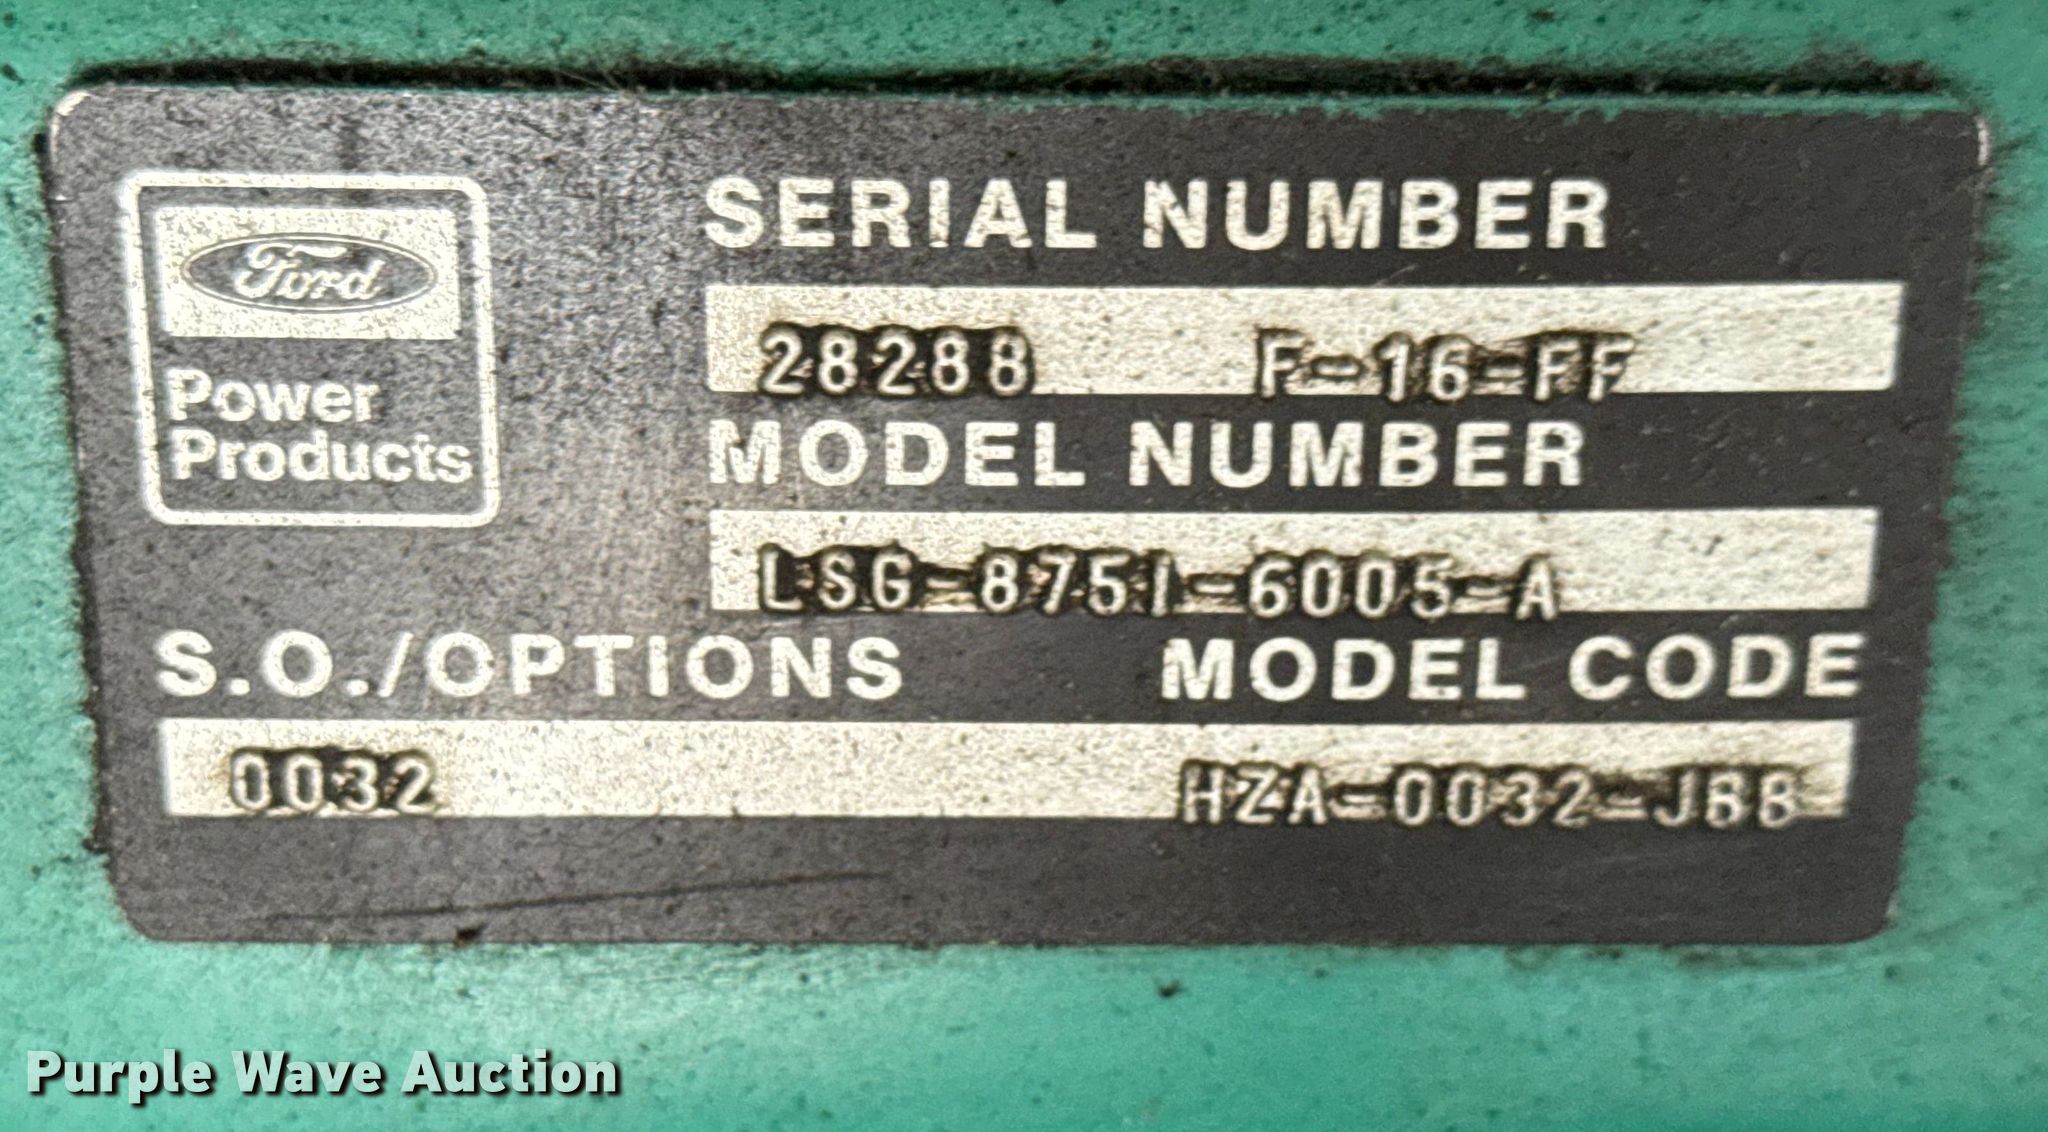 Ford
Power
Products
SERIAL NUMBER
28288 F-16-FF
MODEL NUMBER
LSG-875I-6005-A
S.O./OPTIONS MODEL CODE
0032 HZA-0032-JBB
Purple Wave Auction